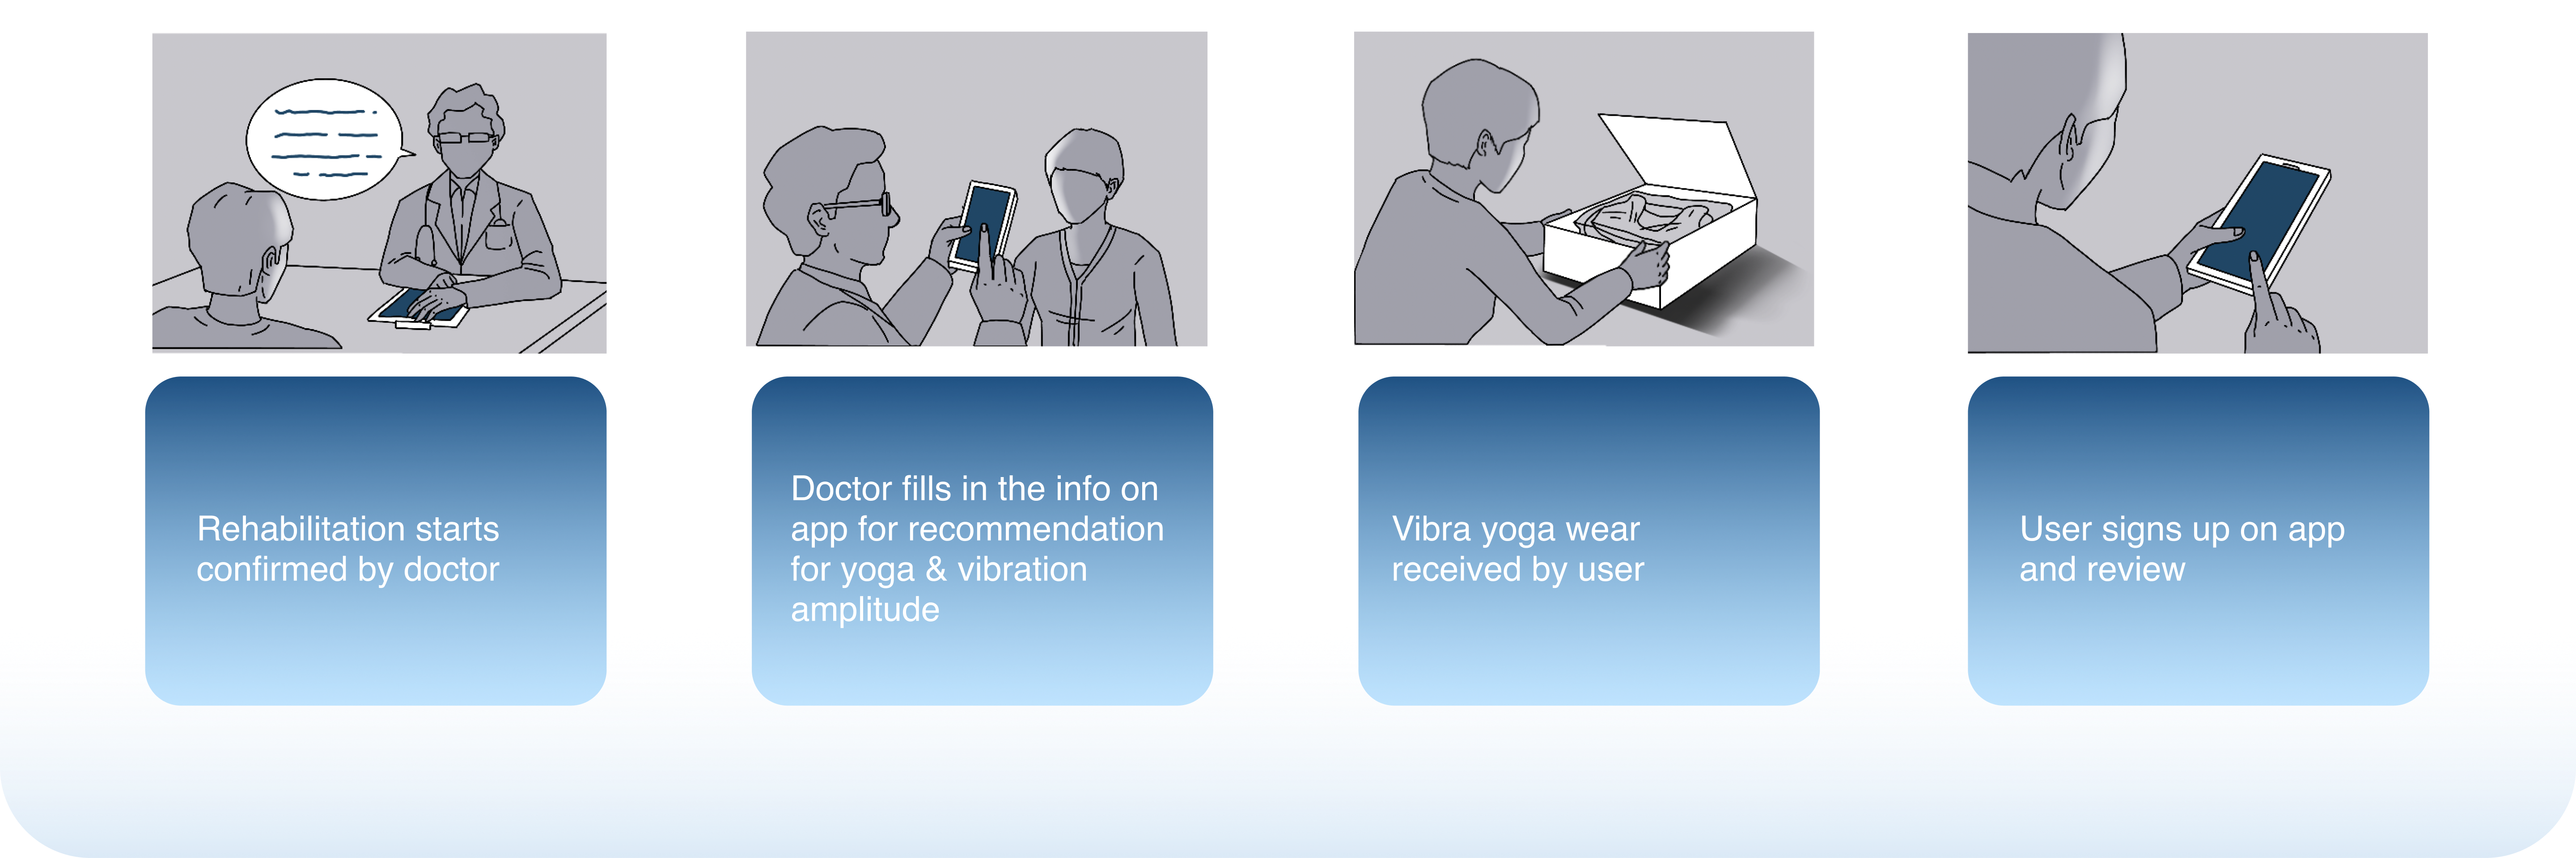 Rehabilitation starts
confirmed by doctor
Doctor fills in the info on
app for recommendation
for yoga & vibration
amplitude
Vibra yoga wear
received by user
User signs up on app
and review